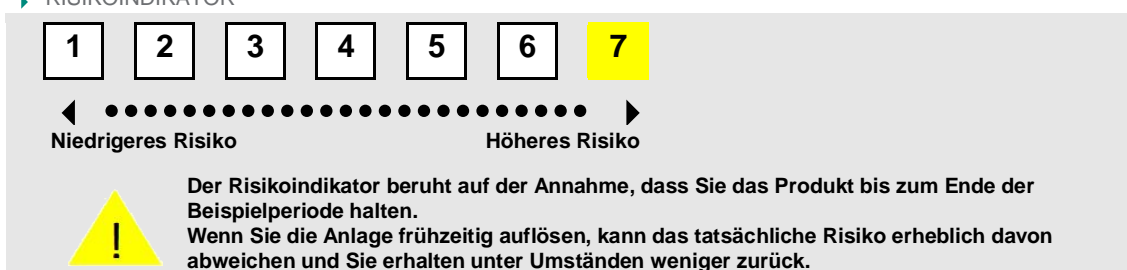 RISIKOINDIKATOR
1 2 3 4 5 6 7
Niedrigeres Risiko Höheres Risiko
Der Risikoindikator beruht auf der Annahme, dass Sie das Produkt bis zum Ende der
Beispielperiode halten.
!
Wenn Sie die Anlage frühzeitig auflösen, kann das tatsächliche Risiko erheblich davon
abweichen und Sie erhalten unter Umständen weniger zurück.